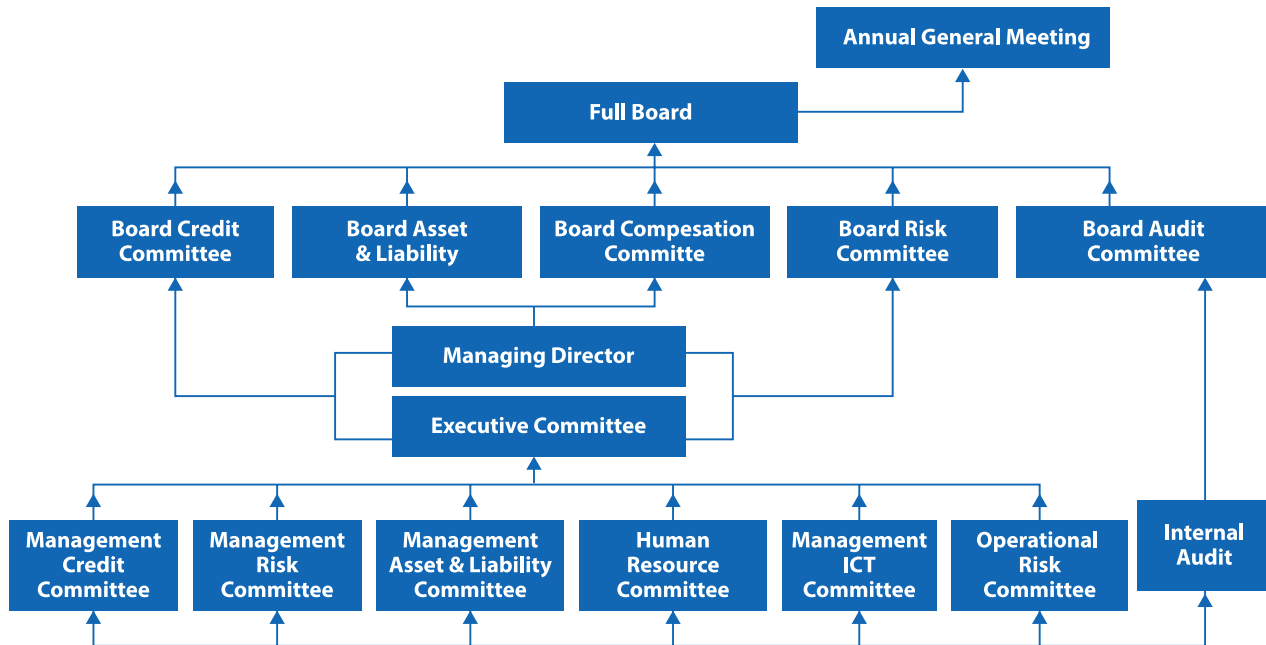 Annual General Meeting
Full Board
Board Credit
Committee
Board Asset
& Liability
Board Compesation
Committe
Board Risk
Committee
Board Audit
Committee
Managing Director
Executive Committee
Management
Credit
Committee
Management
Risk
Committee
Management
Asset & Liability
Committee
Human
Resource
Committee
Management
ICT
Committee
Operational
Risk
Committee
Internal
Audit